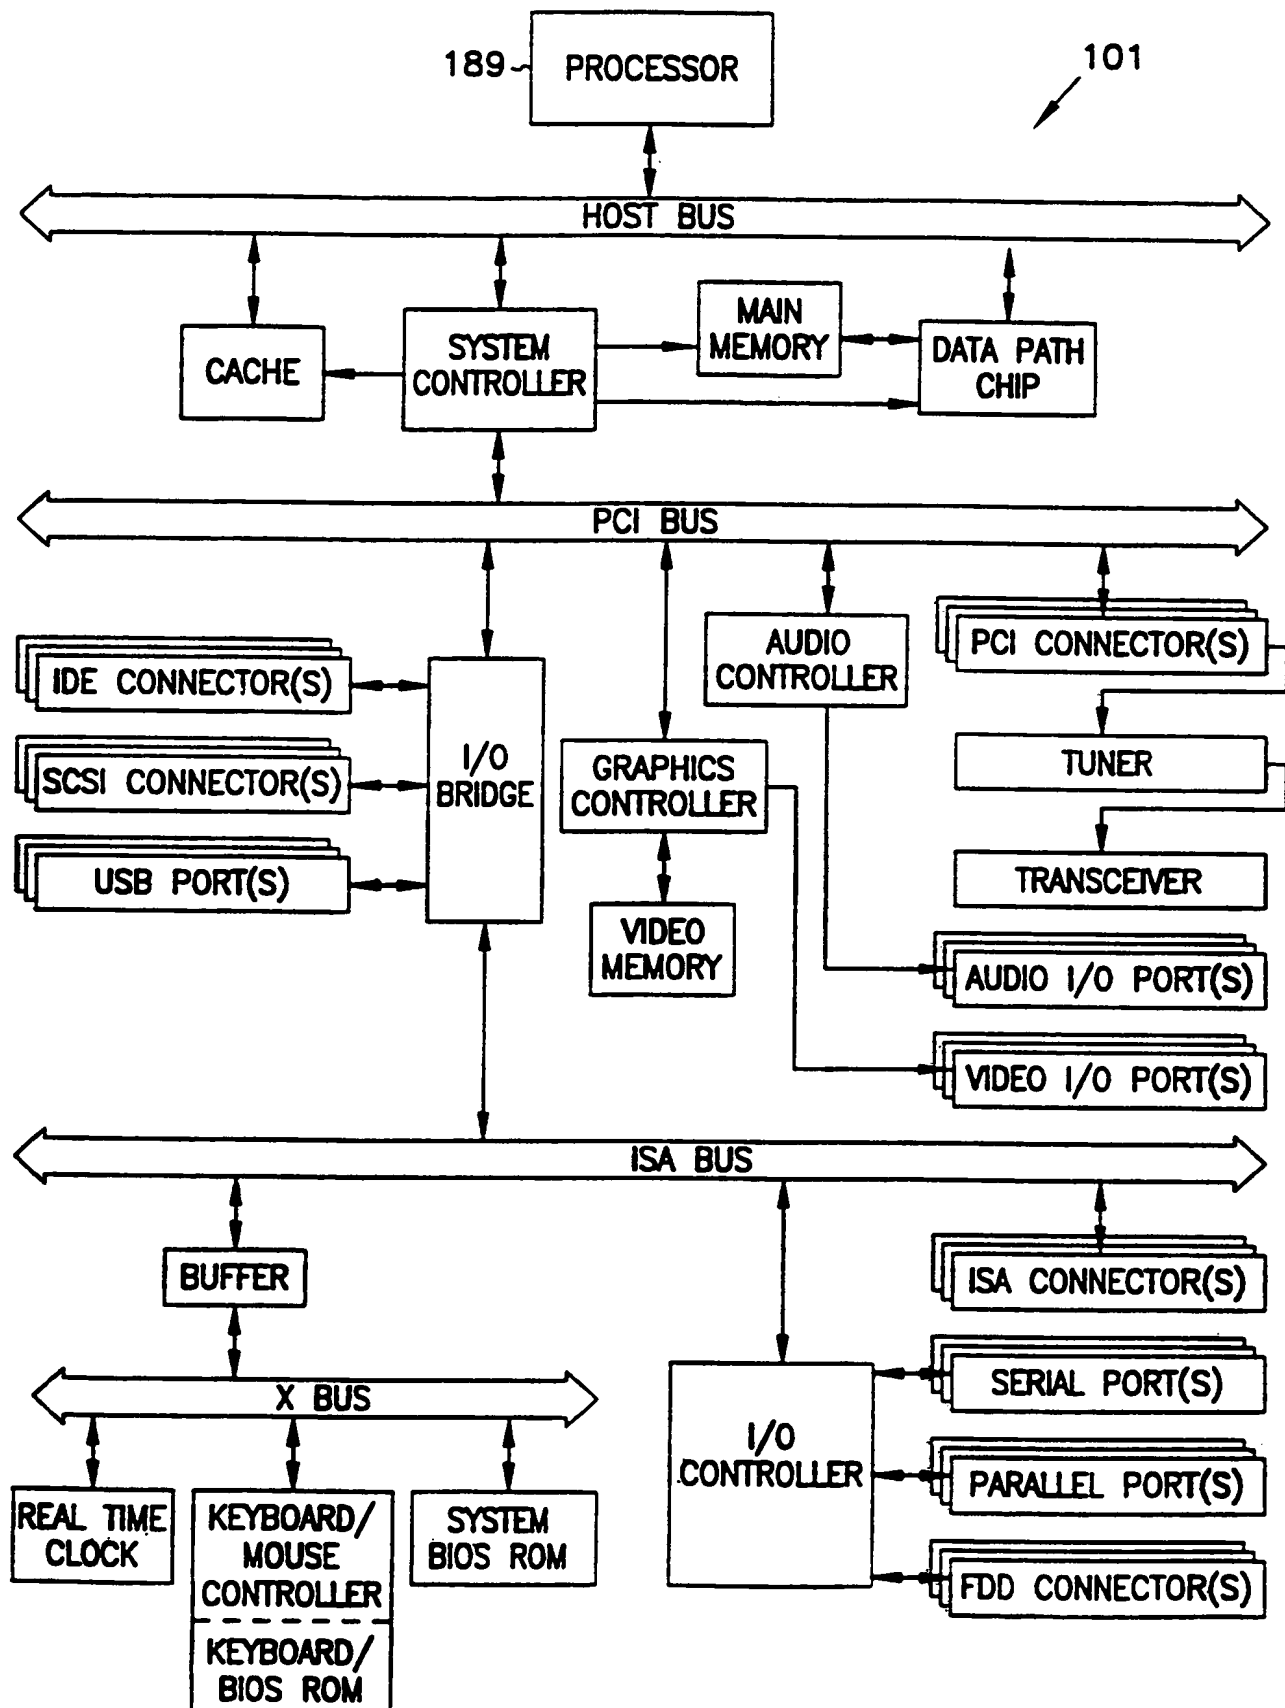 189
PROCESSOR
101
HOST BUS
CACHE
SYSTEM
CONTROLLER
MAIN
MEMORY
DATA PATH
CHIP
PCI BUS
IDE CONNECTOR(S)
SCSI CONNECTOR(S)
USB PORT(S)
I/O
BRIDGE
GRAPHICS
CONTROLLER
VIDEO
MEMORY
AUDIO
CONTROLLER
PCI CONNECTOR(S)
TUNER
TRANSCEIVER
AUDIO I/O PORT(S)
VIDEO I/O PORT(S)
ISA BUS
BUFFER
X BUS
REAL TIME
CLOCK
KEYBOARD/
MOUSE
CONTROLLER
KEYBOARD/
BIOS ROM
SYSTEM
BIOS ROM
I/O
CONTROLLER
ISA CONNECTOR(S)
SERIAL PORT(S)
PARALLEL PORT(S)
FDD CONNECTOR(S)